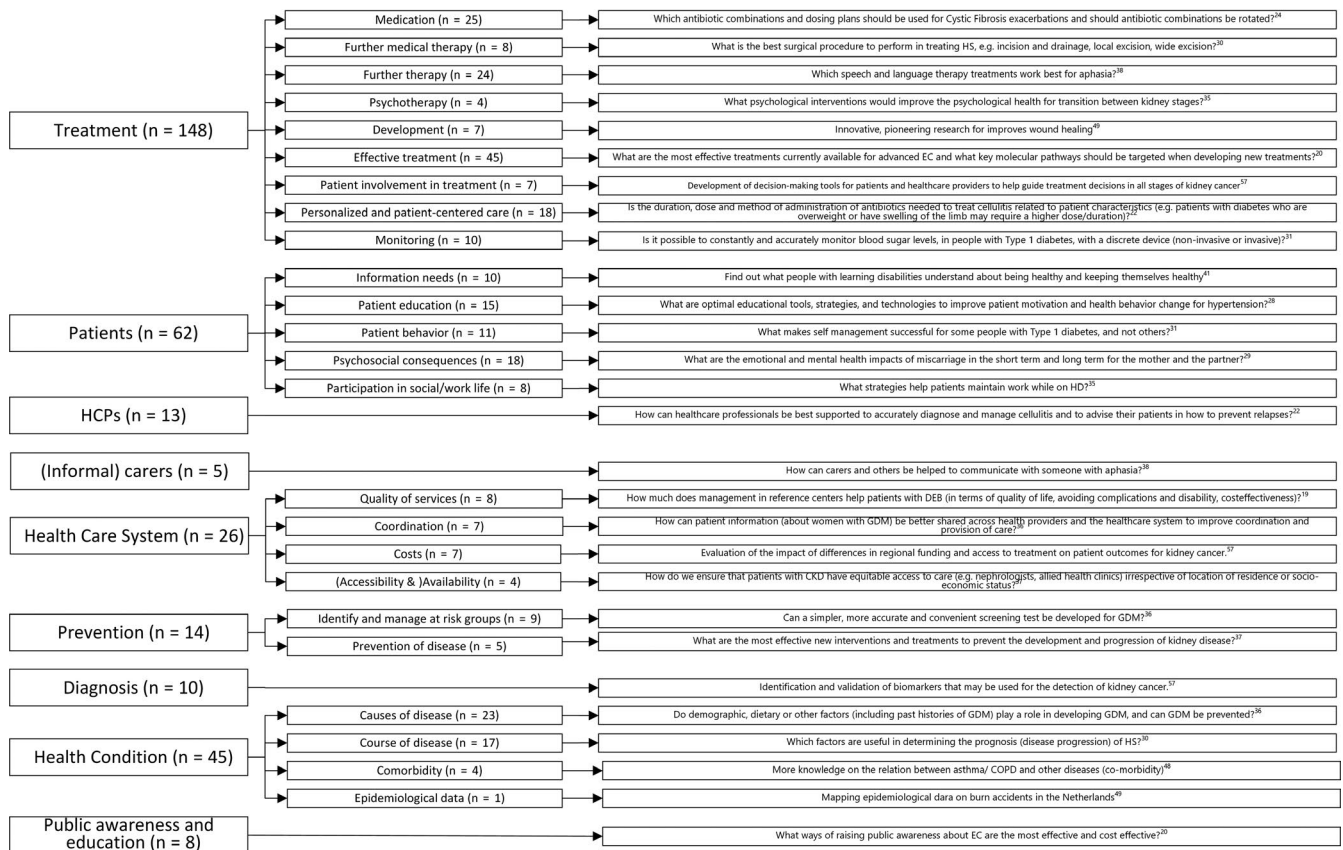 Treatment (n = 148)
Medication (n = 25)
Which antibiotic combinations and dosing plans should be used for Cystic Fibrosis exacerbations and should antibiotic combinations be rotated?24
Further medical therapy (n = 8)
What is the best surgical procedure to perform in treating HS, e.g. incision and drainage, local excision, wide excision?30
Further therapy (n = 24)
Which speech and language therapy treatments work best for aphasia?38
Psychotherapy (n = 4)
What psychological interventions would improve the psychological health for transition between kidney stages?35
Development (n = 7)
Innovative, pioneering research for improves wound healing49
Effective treatment (n = 45)
What are the most effective treatments currently available for advanced EC and what key molecular pathways should be targeted when developing new treatments?20
Patient involvement in treatment (n = 7)
Development of decision-making tools for patients and healthcare providers to help guide treatment decisions in all stages of kidney cancer57
Personalized and patient-centered care (n = 18)
Is the duration, dose and method of administration of antibiotics needed to treat cellulitis related to patient characteristics (e.g. patients with diabetes who are
overweight or have swelling of the limb may require a higher dose/duration)?22
Monitoring (n = 10)
Is it possible to constantly and accurately monitor blood sugar levels, in people with Type 1 diabetes, with a discrete device (non-invasive or invasive)?31
Patients (n = 62)
Information needs (n = 10)
Find out what people with learning disabilities understand about being healthy and keeping themselves healthy41
Patient education (n = 15)
What are optimal educational tools, strategies, and technologies to improve patient motivation and health behavior change for hypertension?28
Patient behavior (n = 11)
What makes self management successful for some people with Type 1 diabetes, and not others?31
Psychosocial consequences (n = 18)
What are the emotional and mental health impacts of miscarriage in the short term and long term for the mother and the partner?29
Participation in social/work life (n = 8)
What strategies help patients maintain work while on HD?35
HCPs (n = 13)
How can healthcare professionals be best supported to accurately diagnose and manage cellulitis and to advise their patients in how to prevent relapses?22
(Informal) carers (n = 5)
How can carers and others be helped to communicate with someone with aphasia?38
Health Care System (n = 26)
Quality of services (n = 8)
How much does management in reference centers help patients with DEB (in terms of quality of life, avoiding complications and disability, costeffectiveness)?19
Coordination (n = 7)
How can patient information (about women with GDM) be better shared across health providers and the healthcare system to improve coordination and
provision of care?36
Costs (n = 7)
Evaluation of the impact of differences in regional funding and access to treatment on patient outcomes for kidney cancer.57
(Accessibility & )Availability (n = 4)
How do we ensure that patients with CKD have equitable access to care (e.g. nephrologists, allied health clinics) irrespective of location of residence or socio-
economic status?37
Prevention (n = 14)
Identify and manage at risk groups (n = 9)
Can a simpler, more accurate and convenient screening test be developed for GDM?36
Prevention of disease (n = 5)
What are the most effective new interventions and treatments to prevent the development and progression of kidney disease?37
Diagnosis (n = 10)
Identification and validation of biomarkers that may be used for the detection of kidney cancer.57
Health Condition (n = 45)
Causes of disease (n = 23)
Do demographic, dietary or other factors (including past histories of GDM) play a role in developing GDM, and can GDM be prevented?36
Course of disease (n = 17)
Which factors are useful in determining the prognosis (disease progression) of HS?30
Comorbidity (n = 4)
More knowledge on the relation between asthma/ COPD and other diseases (co-morbidity)48
Epidemiological data (n = 1)
Mapping epidemiological dara on burn accidents in the Netherlands49
Public awareness and
education (n = 8)
What ways of raising public awareness about EC are the most effective and cost effective?20